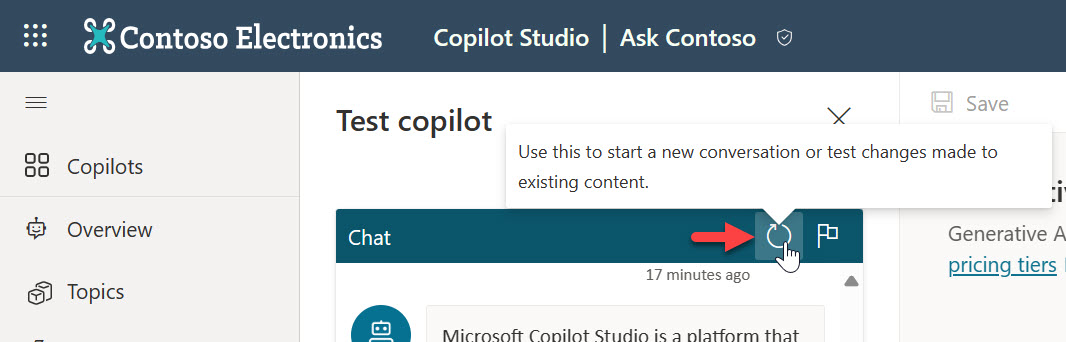 Contoso Electronics Copilot Studio | Ask Contoso
Test copilot
Save
Use this to start a new conversation or test changes made to
existing content.
Copilots
Overview
Chat
Generative
pricing tiers
17 minutes ago
Topics
Microsoft Copilot Studio is a platform that